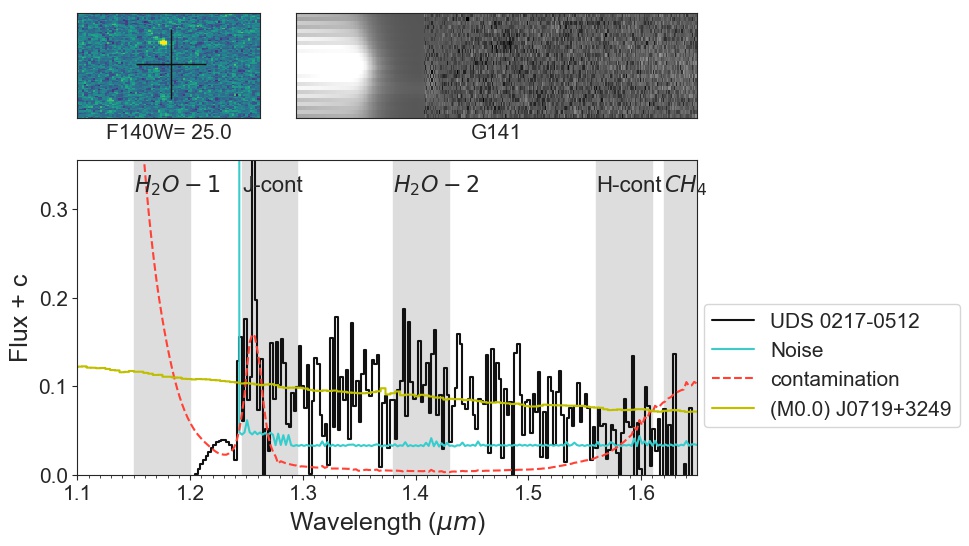 F140W= 25.0
G141
H₂O − 1
J-cont
H₂O − 2
H-cont
CH₄
0.3
0.2
0.1
0.0
Flux + c
1.1
1.2
1.3
1.4
1.5
1.6
Wavelength (μm)
UDS 0217-0512
Noise
contamination
(M0.0) J0719+3249